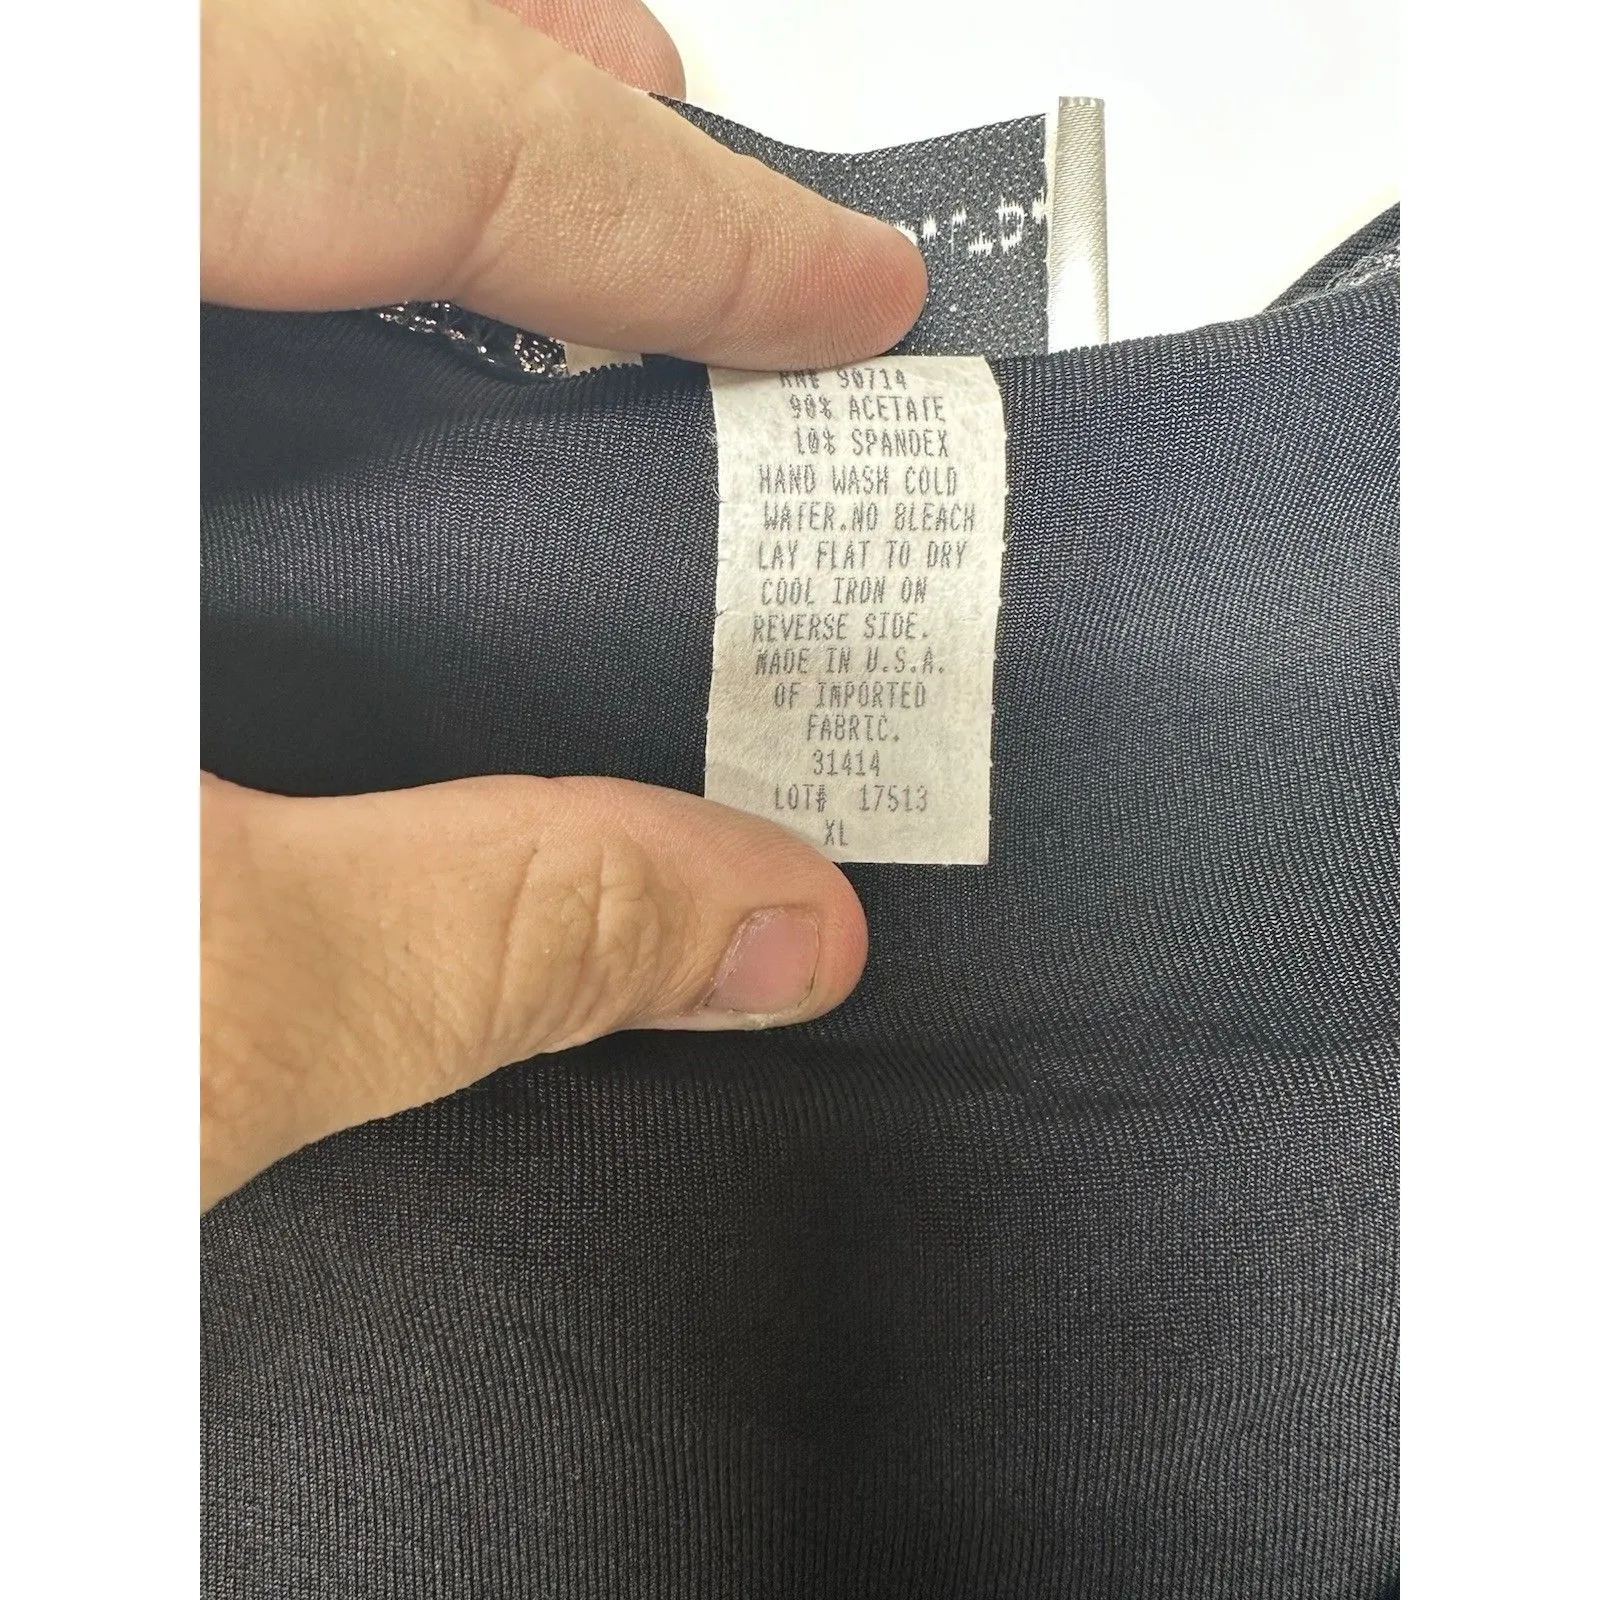 RN# 90714
90% ACETATE
10% SPANDEX
HAND WASH COLD
WATER.NO BLEACH
LAY FLAT TO DRY
COOL IRON ON
REVERSE SIDE.
MADE IN U.S.A.
OF IMPORTED
FABRIC.
31414
LOT# 17513
XL